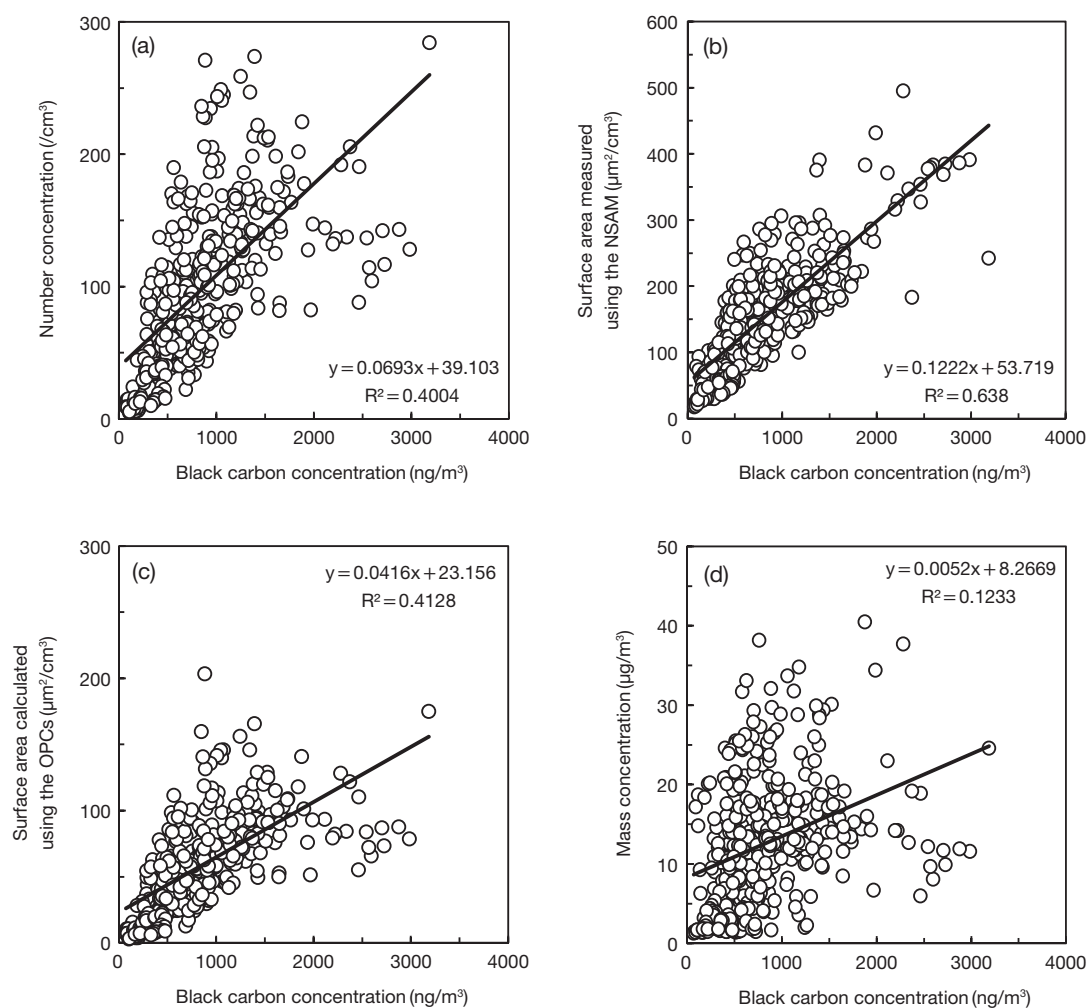 (a)
Number concentration (/cm³)
300
200
100
0
0 1000 2000 3000 4000
y=0.0693x+39.103
R²=0.4004
Black carbon concentration (ng/m³)
(b)
Surface area measured
using the NSAM (μm²/cm³)
600
500
400
300
200
100
0
0 1000 2000 3000 4000
y=0.1222x+53.719
R²=0.638
Black carbon concentration (ng/m³)
(c)
Surface area calculated
using the OPCs (μm²/cm³)
300
200
100
0
0 1000 2000 3000 4000
y=0.0416x+23.156
R²=0.4128
Black carbon concentration (ng/m³)
(d)
Mass concentration (μg/m³)
50
40
30
20
10
0
0 1000 2000 3000 4000
y=0.0052x+8.2669
R²=0.1233
Black carbon concentration (ng/m³)